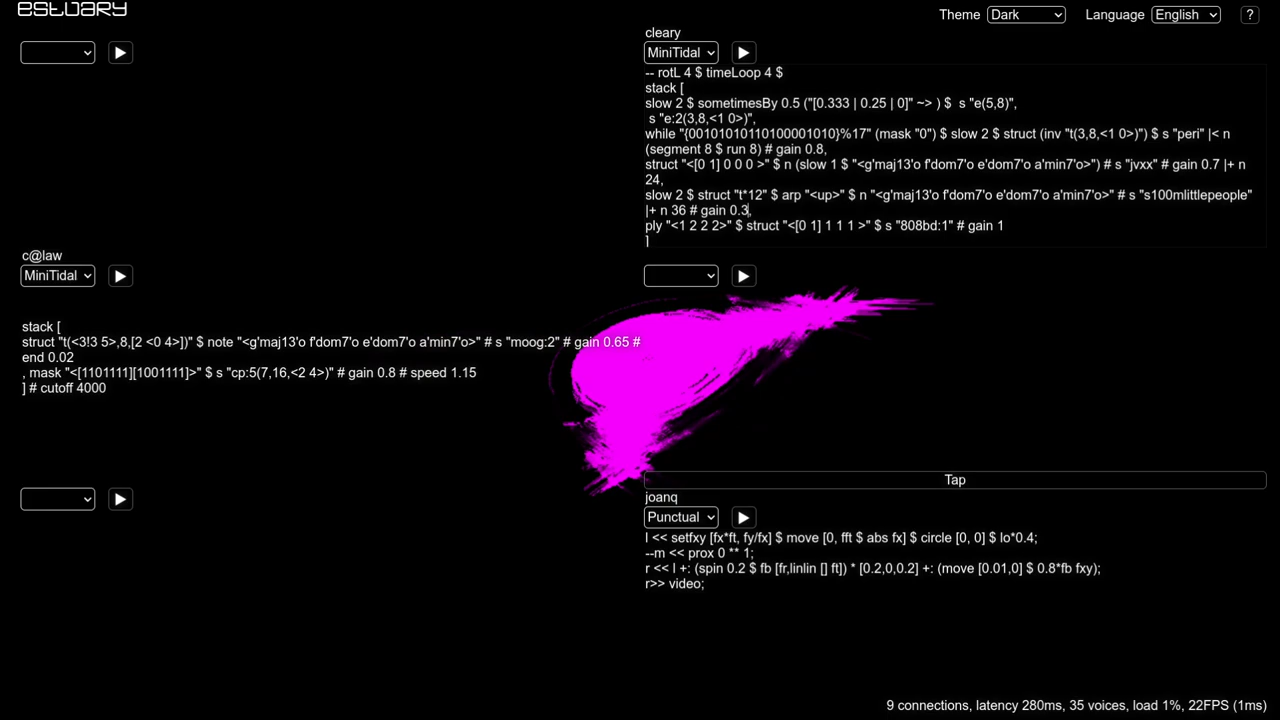 estuary
Theme Dark Language English ?
cleary
MiniTidal
-- rotL 4 $ timeLoop 4 $
stack [
slow 2 $ sometimesBy 0.5 ("[0.333 | 0.25 | 0]" ~> ) $  s "e(5,8)",
s "e:2(3,8,<1 0>)",
while "{00101010110100001010}%17" (mask "0") $ slow 2 $ struct (inv "t(3,8,<1 0>)") $ s "peri" |< n
(segment 8 $ run 8) # gain 0.8,
struct "<[0 1] 0 0 0 >" $ n (slow 1 $ "<g'maj13'o f'dom7'o e'dom7'o a'min7'o>") # s "jvxx" # gain 0.7 |+ n
24,
slow 2 $ struct "t*12" $ arp "<up>" $ n "<g'maj13'o f'dom7'o e'dom7'o a'min7'o>" # s "s100mlittlepeople"
|+ n 36 # gain 0.3,
ply "<1 2 2 2>" $ struct "<[0 1] 1 1 1 >" $ s "808bd:1" # gain 1
]
c@law
MiniTidal
stack [
struct "t(<3!3 5>,8,[2 <0 4>])" $ note "<g'maj13'o f'dom7'o e'dom7'o a'min7'o>" # s "moog:2" # gain 0.65 #
end 0.02
, mask "<[1101111][1001111]>" $ s "cp:5(7,16,<2 4>)" # gain 0.8 # speed 1.15
] # cutoff 4000
Tap
joanq
Punctual
l << setfxy [fx*ft, fy/fx] $ move [0, fft $ abs fx] $ circle [0, 0] $ lo*0.4;
--m << prox 0 ** 1;
r << l +: (spin 0.2 $ fb [fr,linlin [] ft]) * [0.2,0,0.2] +: (move [0.01,0] $ 0.8*fb fxy);
r>> video;
9 connections, latency 280ms, 35 voices, load 1%, 22FPS (1ms)